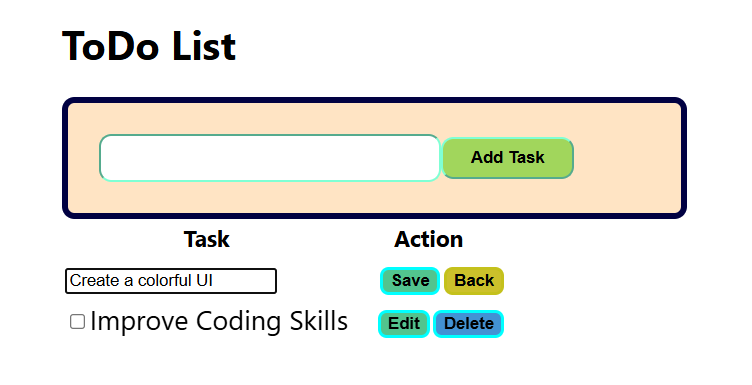 ToDo List
Add Task
Task Action
Create a colorful UI Save Back
Improve Coding Skills Edit Delete